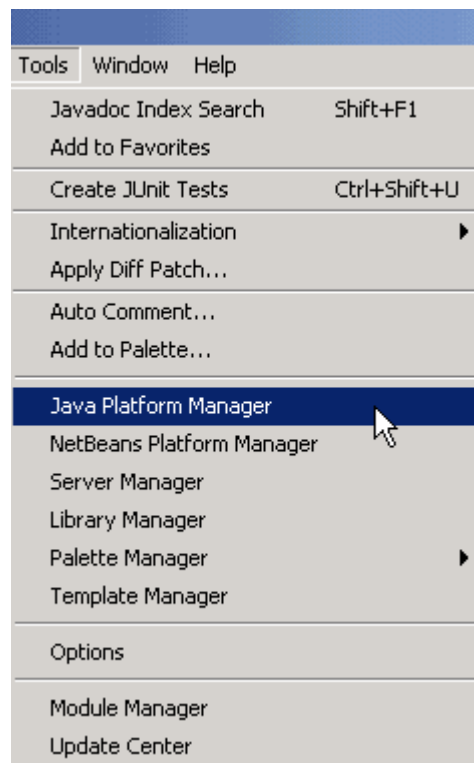 Tools Window Help
Javadoc Index Search Shift+F1
Add to Favorites
Create JUnit Tests Ctrl+Shift+U
Internationalization
Apply Diff Patch...
Auto Comment...
Add to Palette...
Java Platform Manager
NetBeans Platform Manager
Server Manager
Library Manager
Palette Manager
Template Manager
Options
Module Manager
Update Center